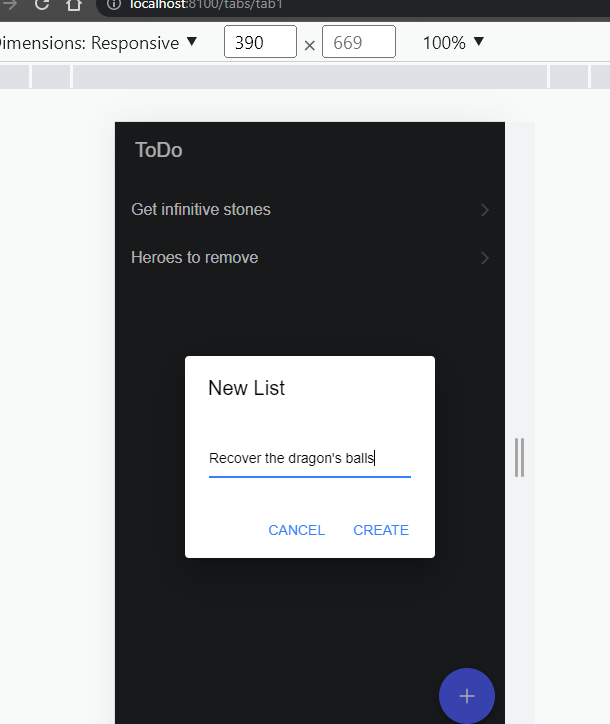 localhost:8100/tabs/tab1
imensions: Responsive ▼ 390 × 669 100% ▼
ToDo
Get infinitive stones
Heroes to remove
New List
Recover the dragon's balls
CANCEL CREATE
+